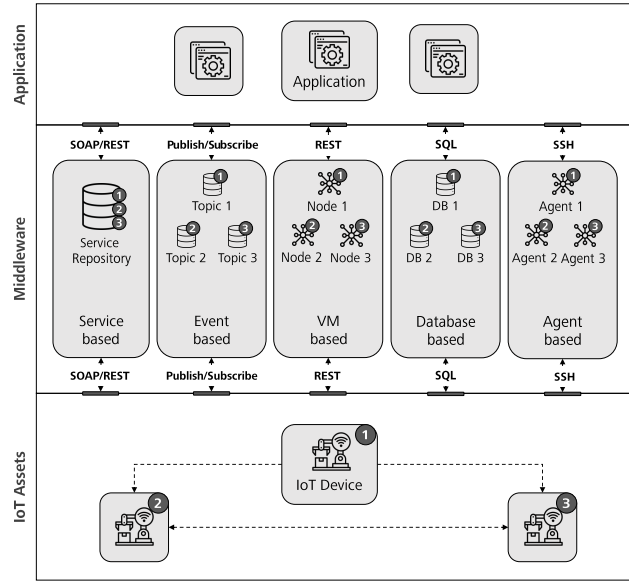 Application
Application
SOAP/REST Publish/Subscribe REST SQL SSH
Middleware
1
2
3
Service
Repository
Service
based
1
Topic 1
2 3
Topic 2 Topic 3
Event
based
1
Node 1
2 3
Node 2 Node 3
VM
based
1
DB 1
2 3
DB 2 DB 3
Database
based
1
Agent 1
2 3
Agent 2 Agent 3
Agent
based
SOAP/REST Publish/Subscribe REST SQL SSH
IoT Assets
1
IoT Device
2
3